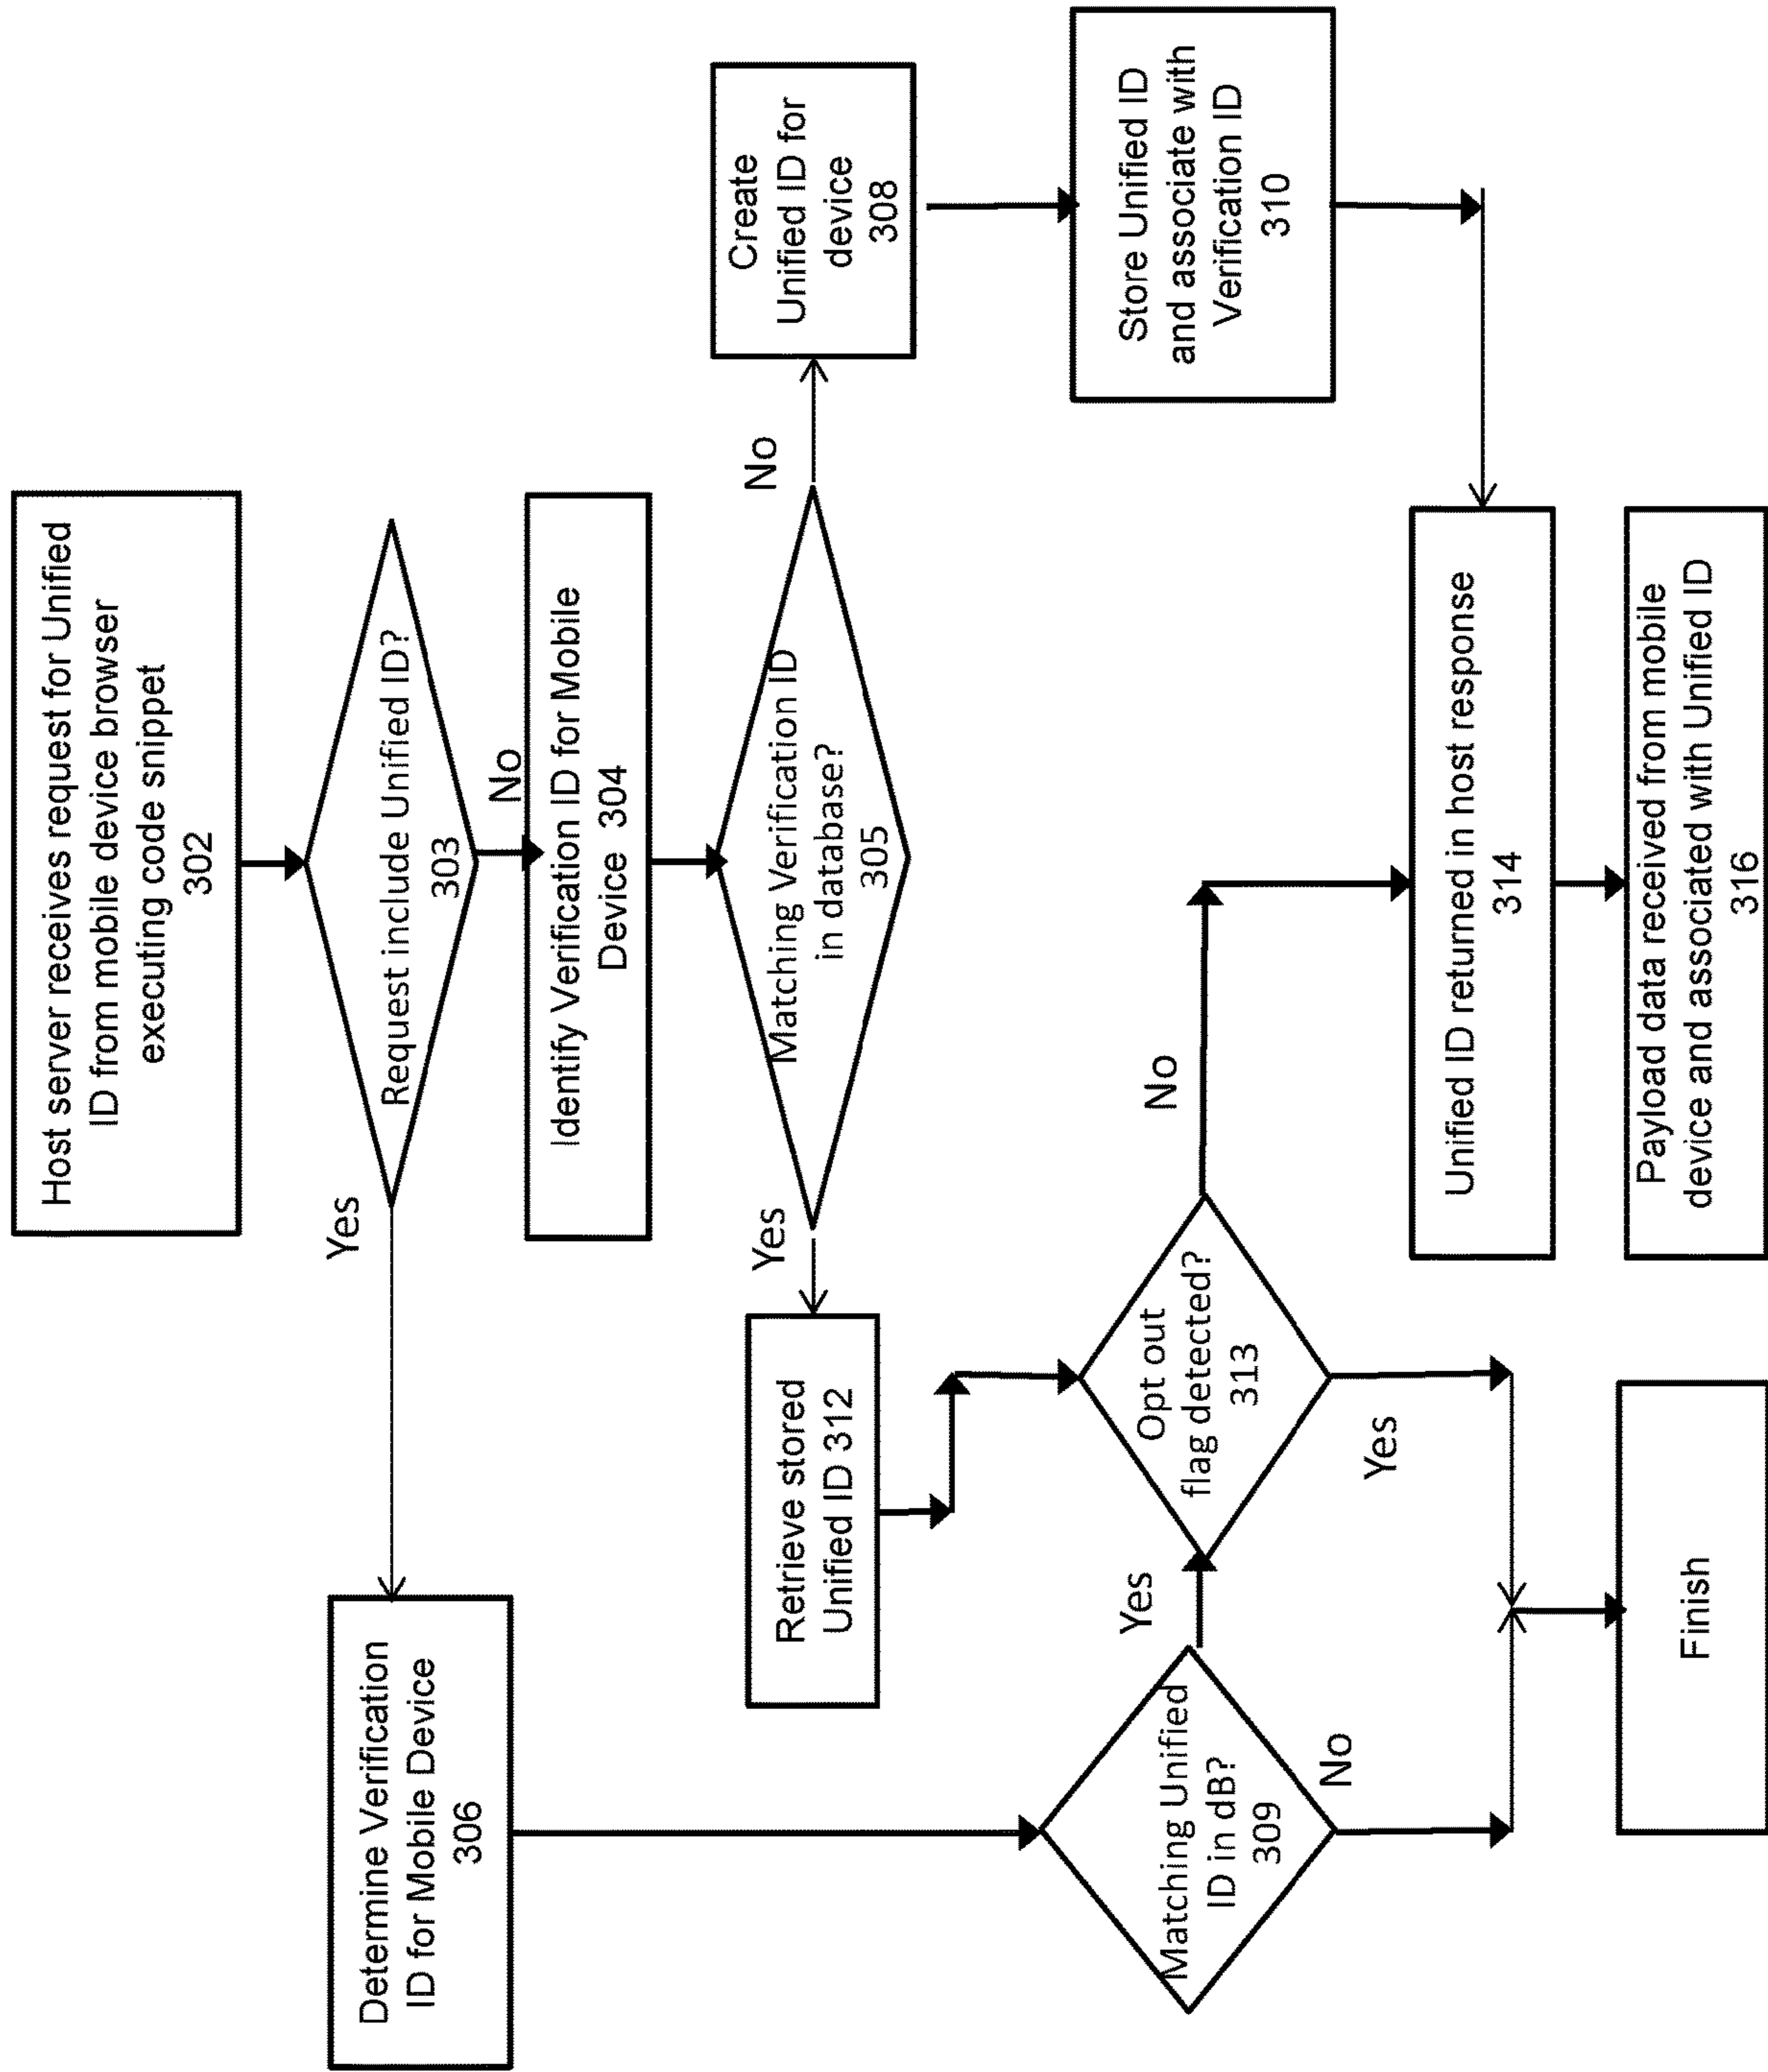 Host server receives request for Unified
ID from mobile device browser
executing code snippet
302
Request include Unified ID?
303
Yes
No
Determine Verification
ID for Mobile Device
306
Identify Verification ID for Mobile
Device 304
Matching Verification ID
in database?
305
Yes
No
Retrieve stored
Unified ID 312
Create
Unified ID for
device
308
Matching Unified
ID in dB?
309
Yes
No
Opt out
flag detected?
313
No
Yes
Store Unified ID
and associate with
Verification ID
310
Unified ID returned in host response
314
Finish
Payload data received from mobile
device and associated with Unified ID
316